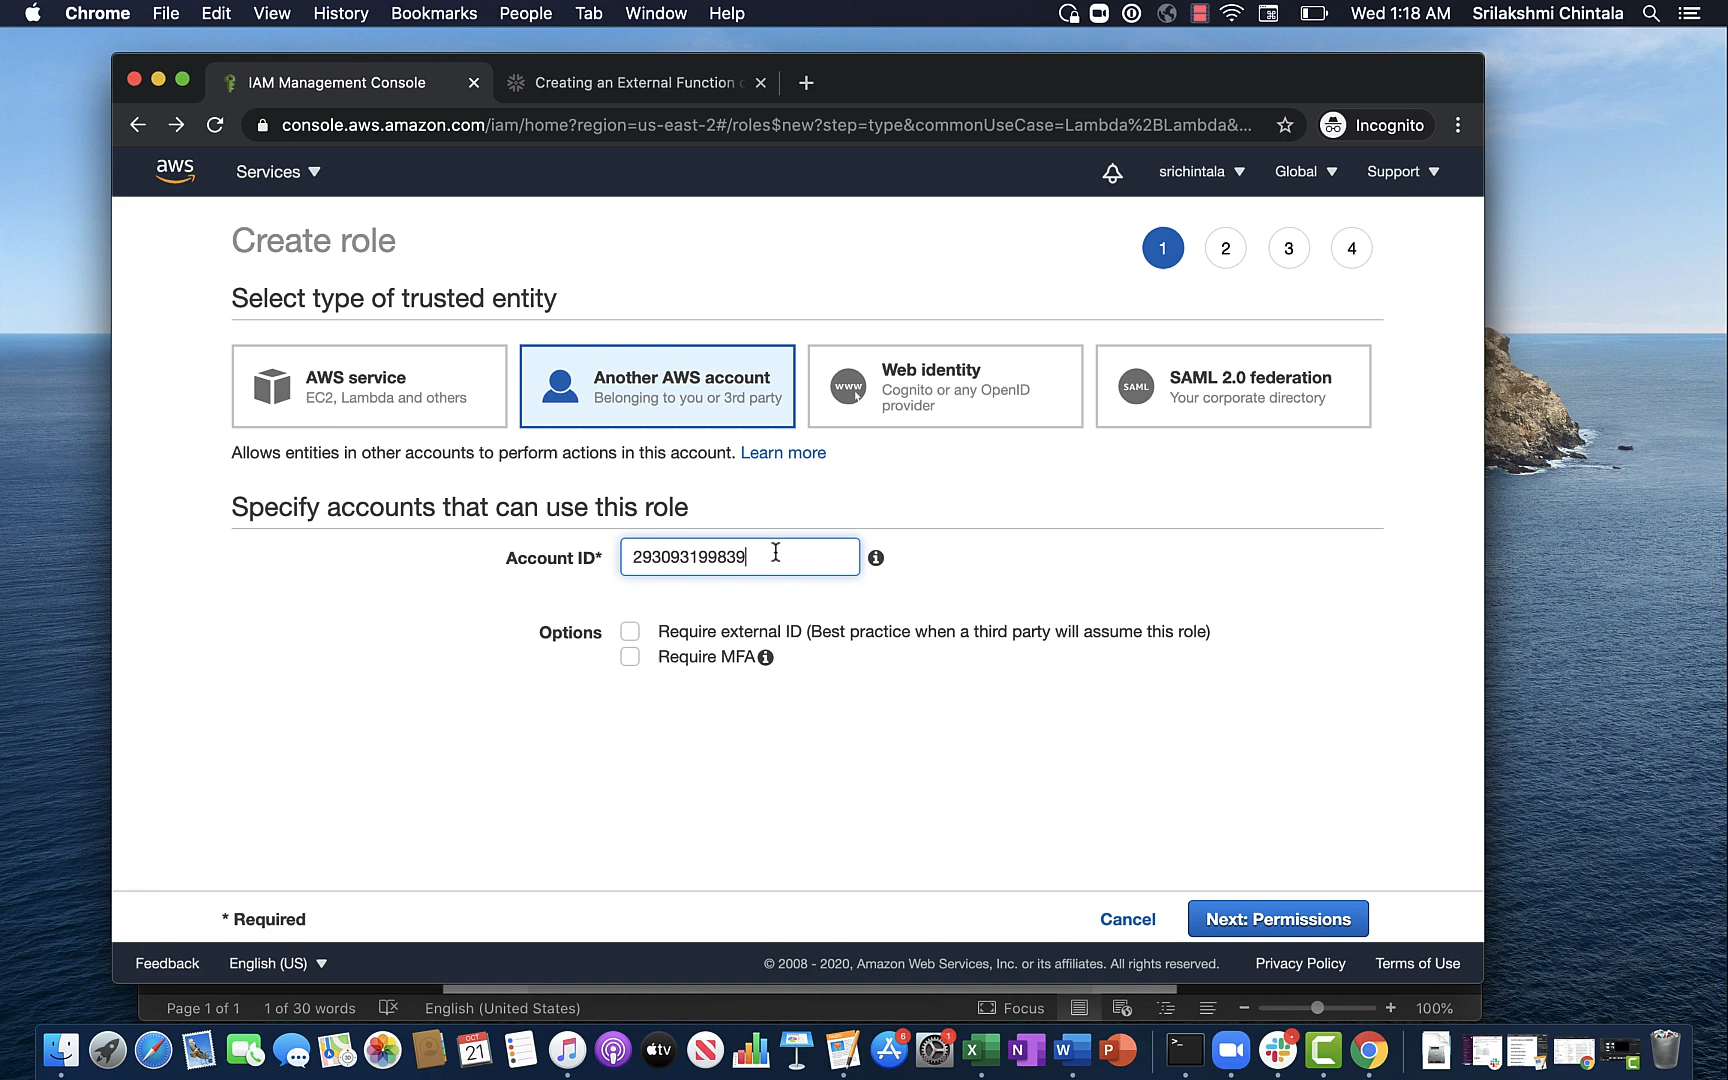 Chrome File Edit View History Bookmarks People Tab Window Help Wed 1:18 AM Srilakshmi Chintala
IAM Management Console Creating an External Function
console.aws.amazon.com/iam/home?region=us-east-2#/roles$new?step=type&commonUseCase=Lambda%2BLambda&... Incognito
aws Services srichintala Global Support
Create role 1 2 3 4
Select type of trusted entity
AWS service
EC2, Lambda and others
Another AWS account
Belonging to you or 3rd party
www
Web identity
Cognito or any OpenID
provider
SAML
SAML 2.0 federation
Your corporate directory
Allows entities in other accounts to perform actions in this account. Learn more
Specify accounts that can use this role
Account ID* 293093199839
Options Require external ID (Best practice when a third party will assume this role)
Require MFA
* Required Cancel Next: Permissions
Feedback English (US) © 2008 - 2020, Amazon Web Services, Inc. or its affiliates. All rights reserved. Privacy Policy Terms of Use
Page 1 of 1 1 of 30 words English (United States) Focus 100%
OCT
21
tv
6
1
X N W P